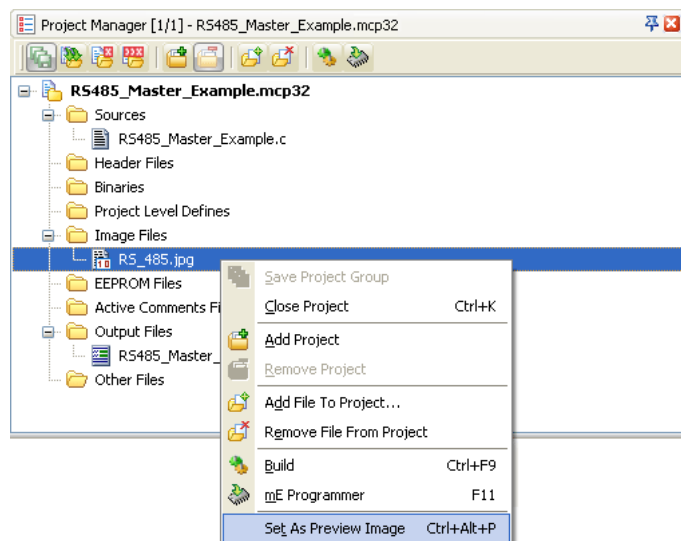 Project Manager [1/1] - RS485_Master_Example.mcp32
RS485_Master_Example.mcp32
Sources
RS485_Master_Example.c
Header Files
Binaries
Project Level Defines
Image Files
RS_485.jpg
EEPROM Files
Active Comments Fi
Output Files
RS485_Master_
Other Files
Save Project Group
Close Project Ctrl+K
Add Project
Remove Project
Add File To Project...
Remove File From Project
Build Ctrl+F9
mE Programmer F11
Set As Preview Image Ctrl+Alt+P